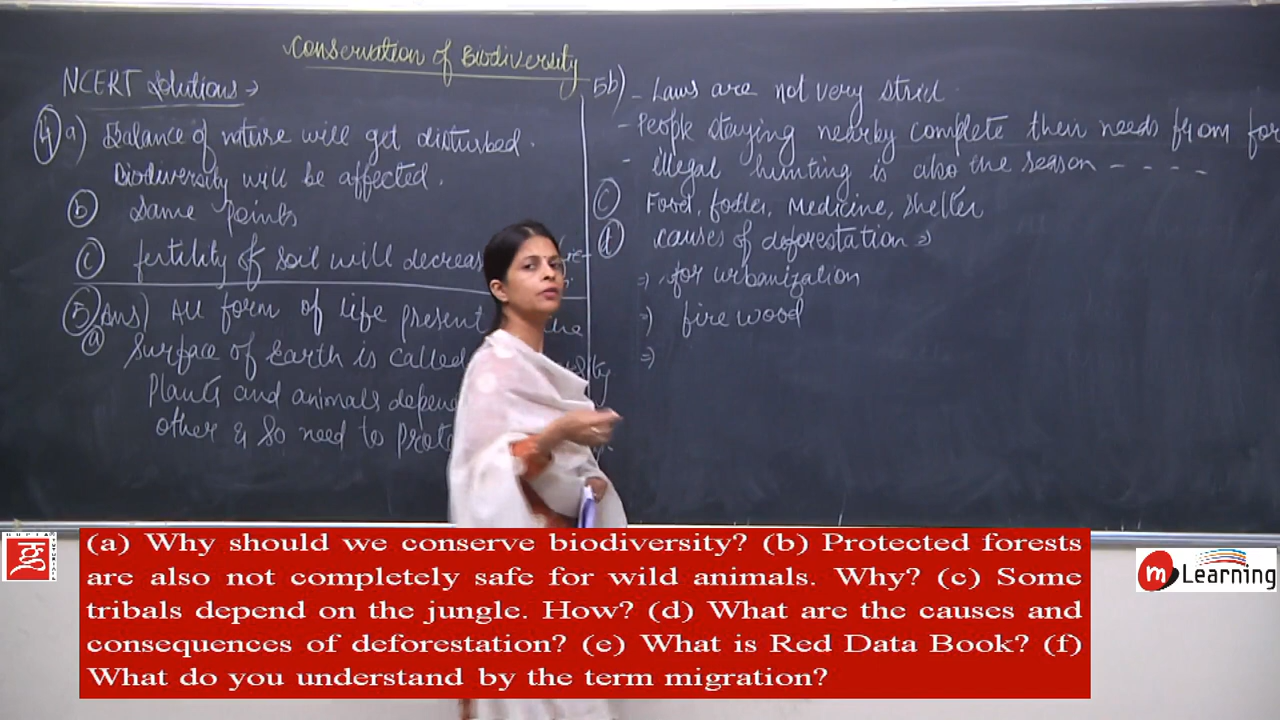 Conservation of Biodiversity
NCERT Solutions →
4 a) Balance of nature will get disturbed.
Biodiversity will be affected.
b Same points
c fertility of soil will decreas
5 Ans) All form of life present
a Surface of Earth is called
Plants and animals depen
other & so need to prote
5b) - Laws are not very strict
- People staying nearby complete their needs from for
- illegal hunting is also the reason - - - -
c Food, fodder, Medicine, Shelter
d causes of deforestation ⇒
⇒ for urbanization
⇒ fire wood
⇒
(a) Why should we conserve biodiversity? (b) Protected forests
are also not completely safe for wild animals. Why? (c) Some
tribals depend on the jungle. How? (d) What are the causes and
consequences of deforestation? (e) What is Red Data Book? (f)
What do you understand by the term migration?
GUPTA
TUTORIALS
m Learning